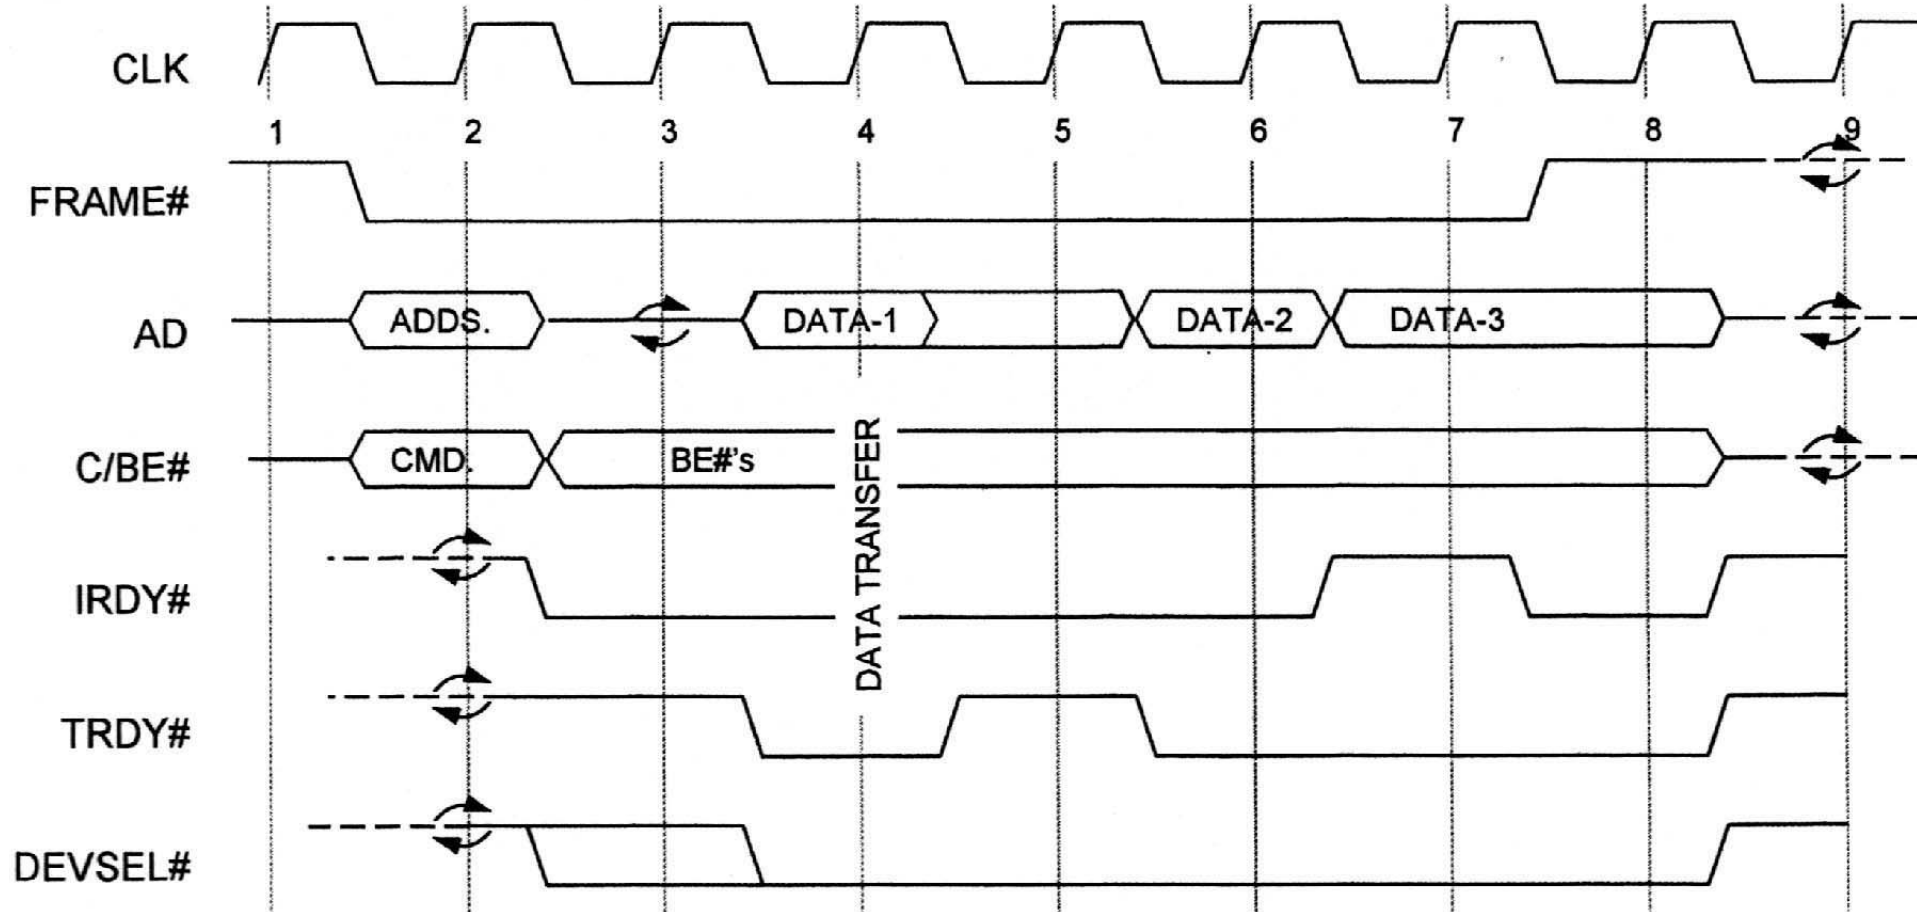 CLK
1 2 3 4 5 6 7 8 9
FRAME#
AD ADDS. DATA-1 DATA-2 DATA-3
C/BE# CMD. BE#'s
DATA TRANSFER
IRDY#
TRDY#
DEVSEL#